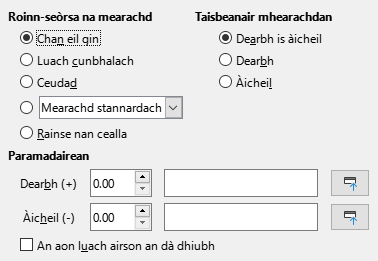 Roinn-seòrsa na mearachd
Taisbeanair mhearachdan
Chan eil gin
Dearbh is àicheil
Luach cunbhalach
Dearbh
Ceudad
Àicheil
Mearachd stannardach
Rainse nan cealla
Paramadairean
Dearbh (+)
0.00
Àicheil (-)
0.00
An aon luach airson an dà dhiubh